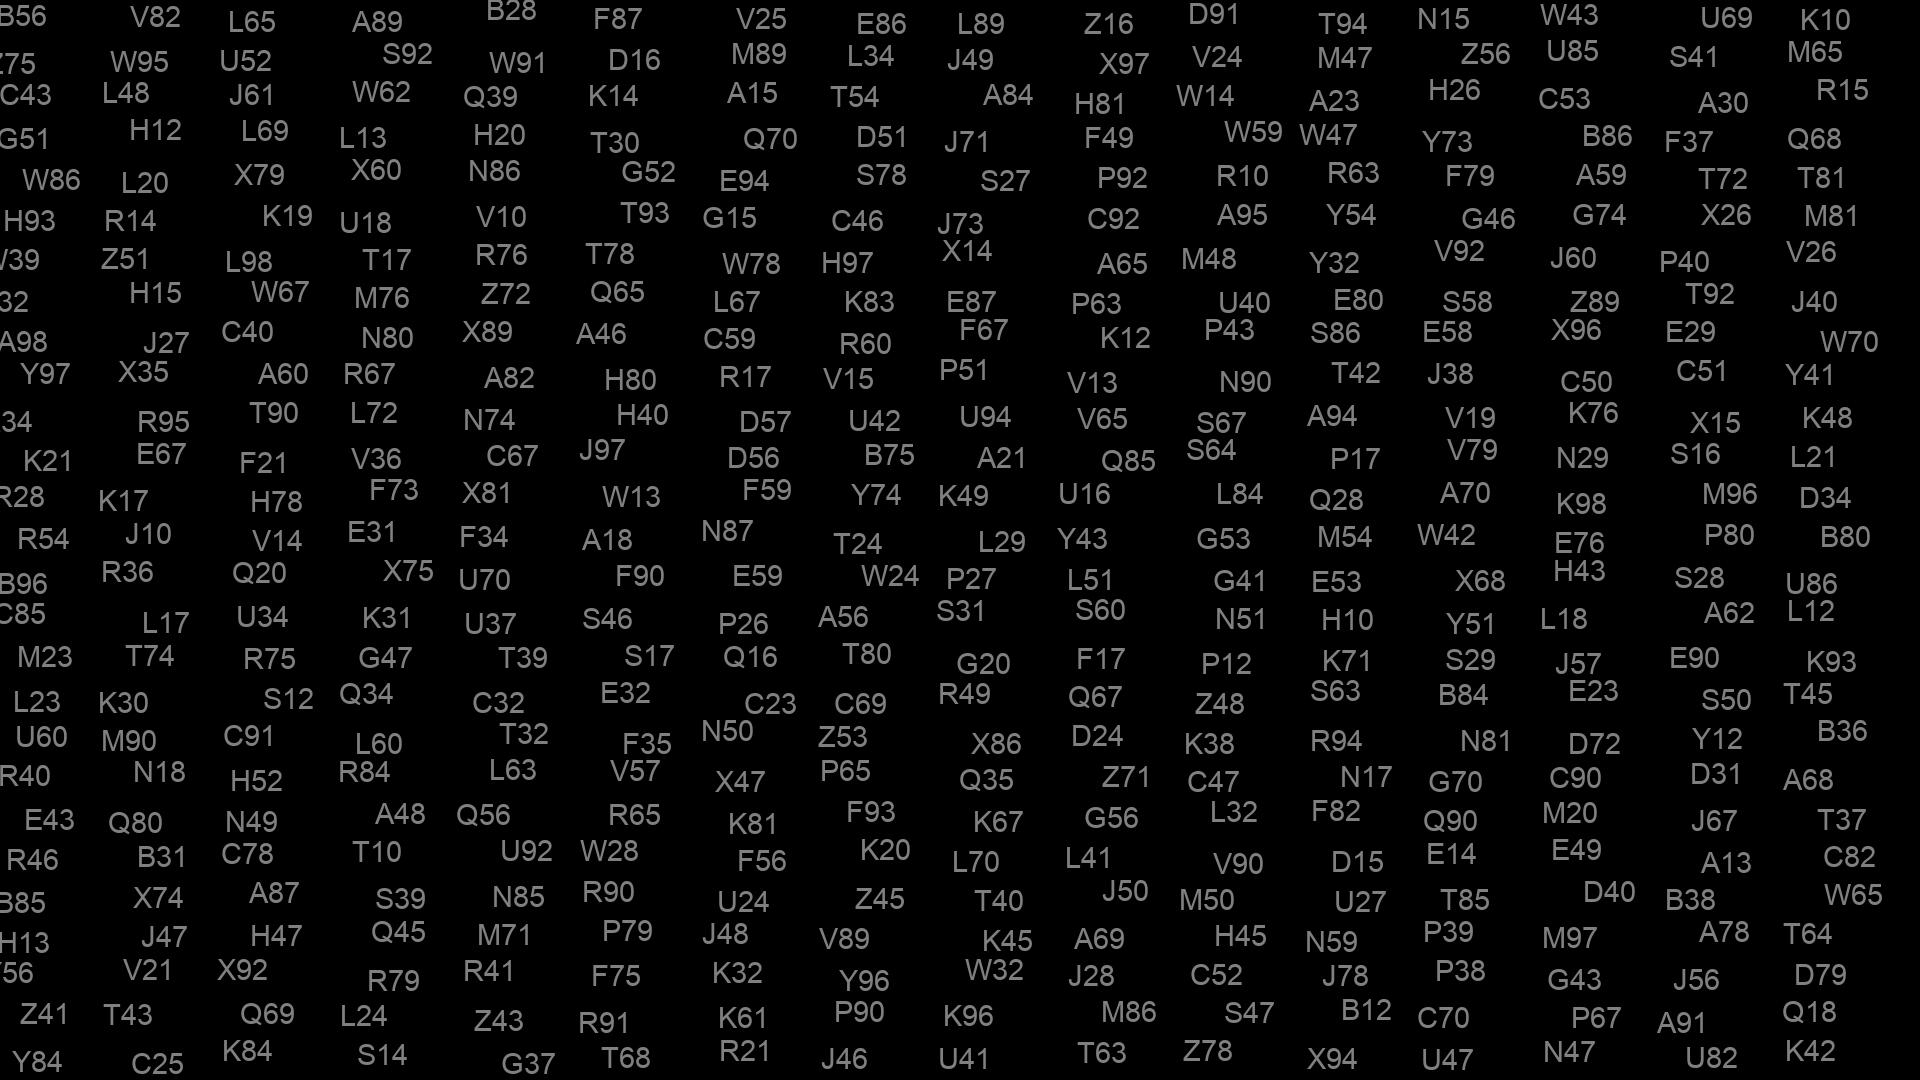 B56 V82 L65 A89 B28 F87 V25 E86 L89 Z16 D91 T94 N15 W43 U69 K10
Z75 W95 U52 S92 W91 D16 M89 L34 J49 X97 V24 M47 Z56 U85 S41 M65
C43 L48 J61 W62 Q39 K14 A15 T54 A84 H81 W14 A23 H26 C53 A30 R15
G51 H12 L69 L13 H20 T30 Q70 D51 J71 F49 W59 W47 Y73 B86 F37 Q68
W86 L20 X79 X60 N86 G52 E94 S78 S27 P92 R10 R63 F79 A59 T72 T81
H93 R14 K19 U18 V10 T93 G15 C46 J73 C92 A95 Y54 G46 G74 X26 M81
W39 Z51 L98 T17 R76 T78 W78 H97 X14 A65 M48 Y32 V92 J60 P40 V26
32 H15 W67 M76 Z72 Q65 L67 K83 E87 P63 U40 E80 S58 Z89 T92 J40
A98 J27 C40 N80 X89 A46 C59 R60 F67 K12 P43 S86 E58 X96 E29 W70
Y97 X35 A60 R67 A82 H80 R17 V15 P51 V13 N90 T42 J38 C50 C51 Y41
34 R95 T90 L72 N74 H40 D57 U42 U94 V65 S67 A94 V19 K76 X15 K48
K21 E67 F21 V36 C67 J97 D56 B75 A21 Q85 S64 P17 V79 N29 S16 L21
R28 K17 H78 F73 X81 W13 F59 Y74 K49 U16 L84 Q28 A70 K98 M96 D34
R54 J10 V14 E31 F34 A18 N87 T24 L29 Y43 G53 M54 W42 E76 P80 B80
B96 R36 Q20 X75 U70 F90 E59 W24 P27 L51 G41 E53 X68 H43 S28 U86
C85 L17 U34 K31 U37 S46 P26 A56 S31 S60 N51 H10 Y51 L18 A62 L12
M23 T74 R75 G47 T39 S17 Q16 T80 G20 F17 P12 K71 S29 J57 E90 K93
L23 K30 S12 Q34 C32 E32 C23 C69 R49 Q67 Z48 S63 B84 E23 S50 T45
U60 M90 C91 L60 T32 F35 N50 Z53 X86 D24 K38 R94 N81 D72 Y12 B36
R40 N18 H52 R84 L63 V57 X47 P65 Q35 Z71 C47 N17 G70 C90 D31 A68
E43 Q80 N49 A48 Q56 R65 K81 F93 K67 G56 L32 F82 Q90 M20 J67 T37
R46 B31 C78 T10 U92 W28 F56 K20 L70 L41 V90 D15 E14 E49 A13 C82
B85 X74 A87 S39 N85 R90 U24 Z45 T40 J50 M50 U27 T85 D40 B38 W65
H13 J47 H47 Q45 M71 P79 J48 V89 K45 A69 H45 N59 P39 M97 A78 T64
56 V21 X92 R79 R41 F75 K32 Y96 W32 J28 C52 J78 P38 G43 J56 D79
Z41 T43 Q69 L24 Z43 R91 K61 P90 K96 M86 S47 B12 C70 P67 A91 Q18
Y84 C25 K84 S14 G37 T68 R21 J46 U41 T63 Z78 X94 U47 N47 U82 K42